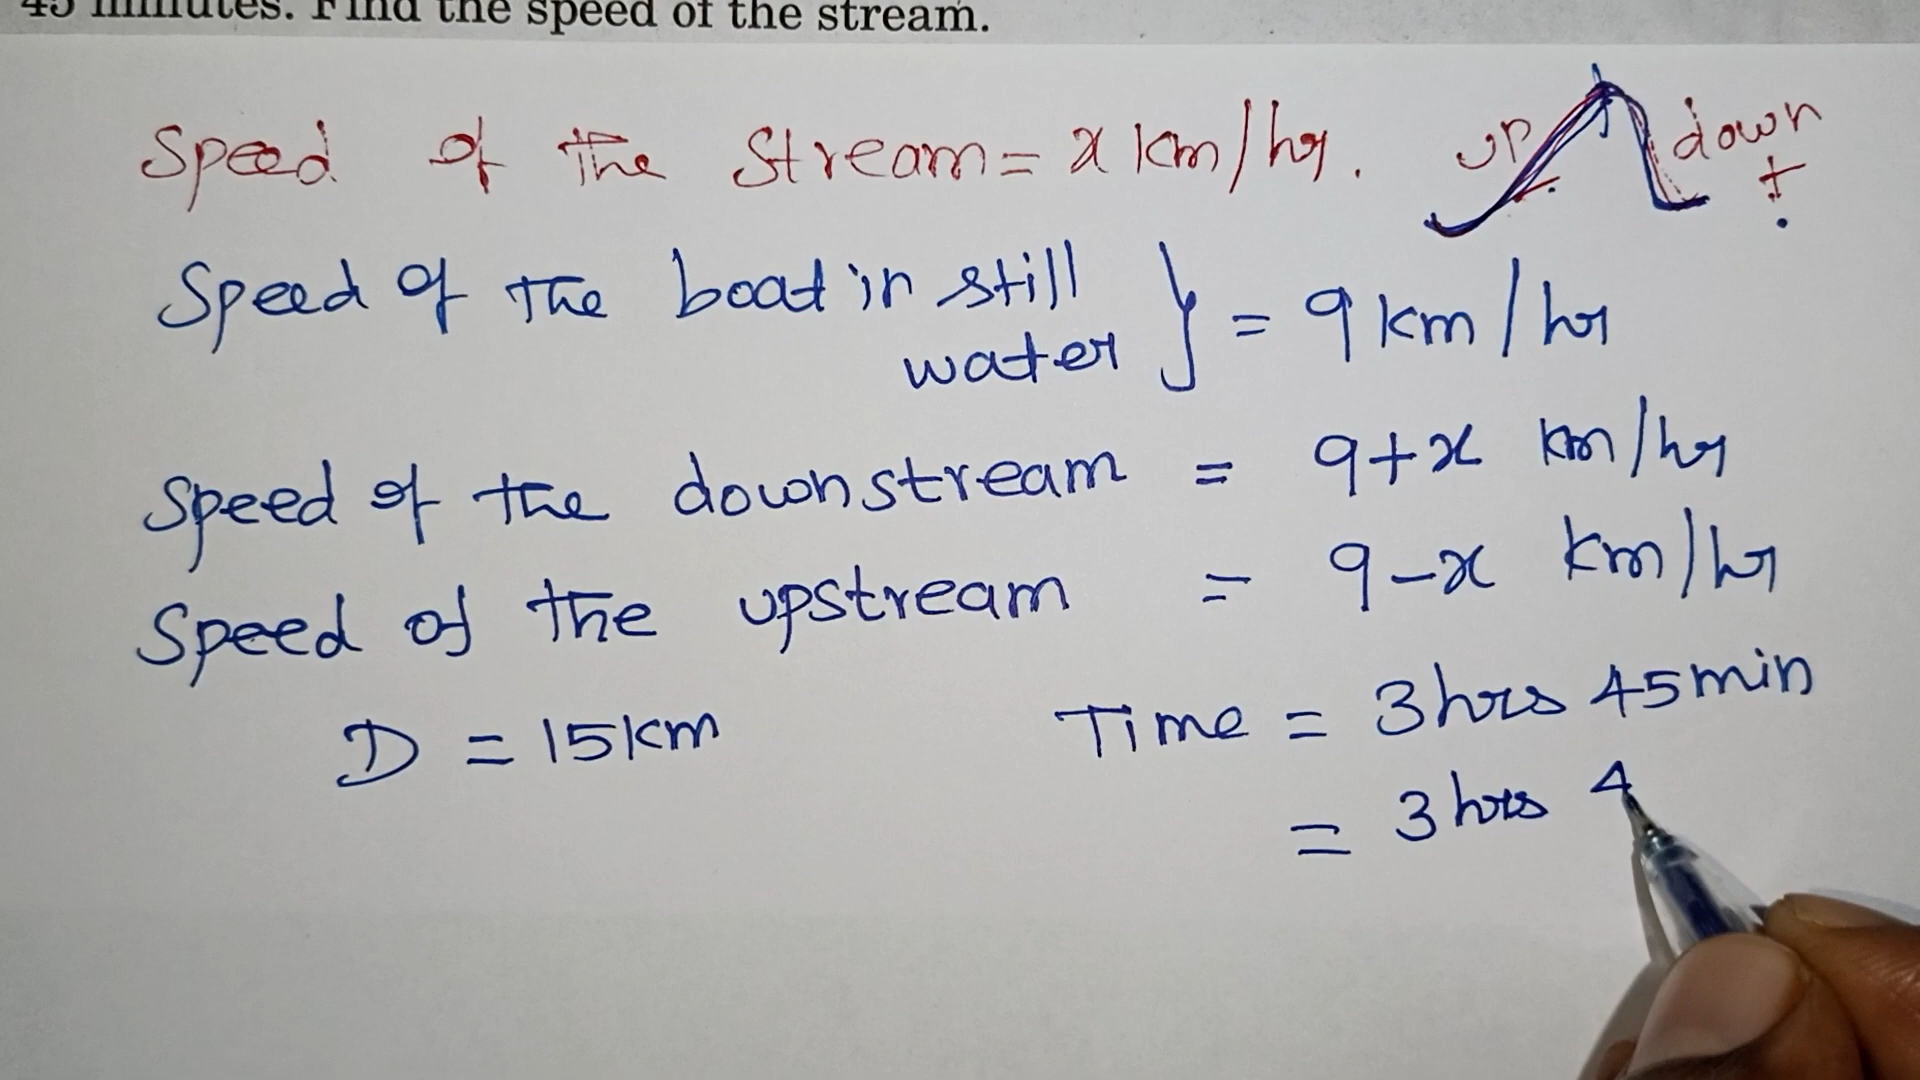 45 minutes. Find the speed of the stream.
Speed of the Stream = x km/hr.
up down
- +
Speed of the boat in still
water } = 9 km/hr
Speed of the downstream = 9+x km/hr
Speed of the upstream = 9-x km/hr
D = 15km Time = 3hrs 45min
= 3 hrs 4